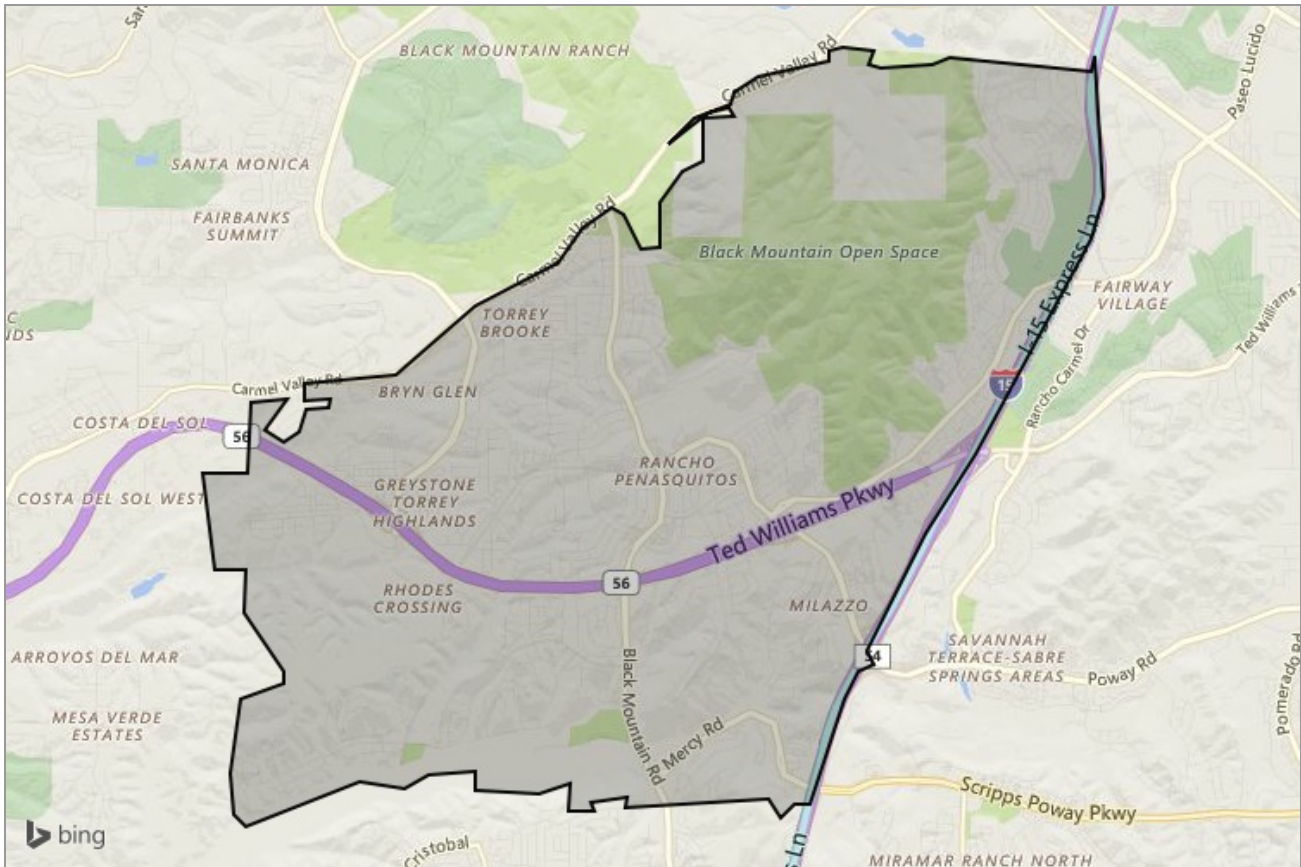 BLACK MOUNTAIN RANCH
Carmel Valley Rd
Paseo Lucido
SANTA MONICA
FAIRBANKS
SUMMIT
Carmel Valley Rd
Black Mountain Open Space
I-15 Express Ln
FAIRWAY
VILLAGE
Ted Williams
TORREY
BROOKE
Rancho Carmel Dr
15
Carmel Valley Rd
BRYN GLEN
COSTA DEL SOL
56
RANCHO
PENASQUITOS
COSTA DEL SOL WEST
GREYSTONE
TORREY
HIGHLANDS
Ted Williams Pkwy
56
RHODES
CROSSING
MILAZZO
ARROYOS DEL MAR
SAVANNAH
TERRACE-SABRE
SPRINGS AREAS
Poway Rd
Pomerado Rd
Black Mountain Rd
MESA VERDE
ESTATES
Mercy Rd
Scripps Poway Pkwy
bing
Cristobal
Ln
MIRAMAR RANCH NORTH